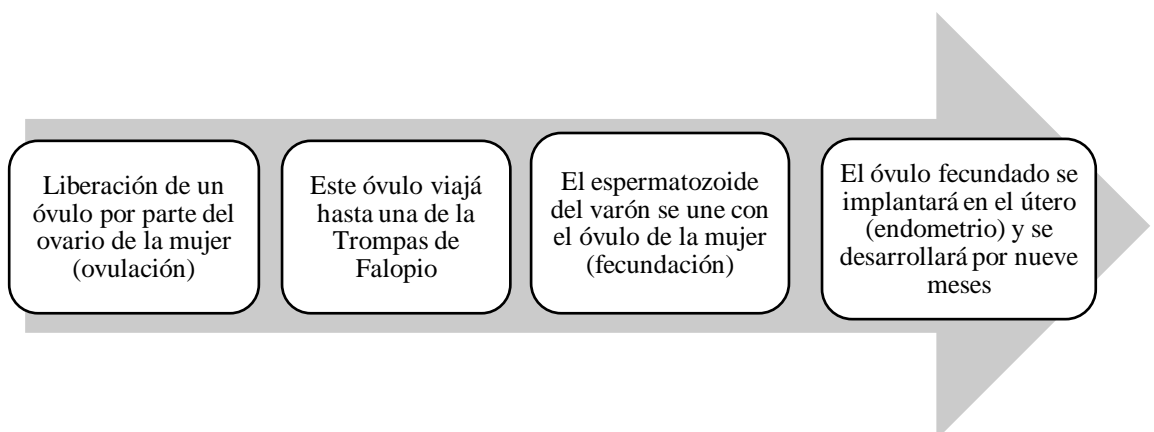 Liberación de un
óvulo por parte del
ovario de la mujer
(ovulación)
Este óvulo viajá
hasta una de la
Trompas de
Falopio
El espermatozoide
del varón se une con
el óvulo de la mujer
(fecundación)
El óvulo fecundado se
implantará en el útero
(endometrio) y se
desarrollará por nueve
meses